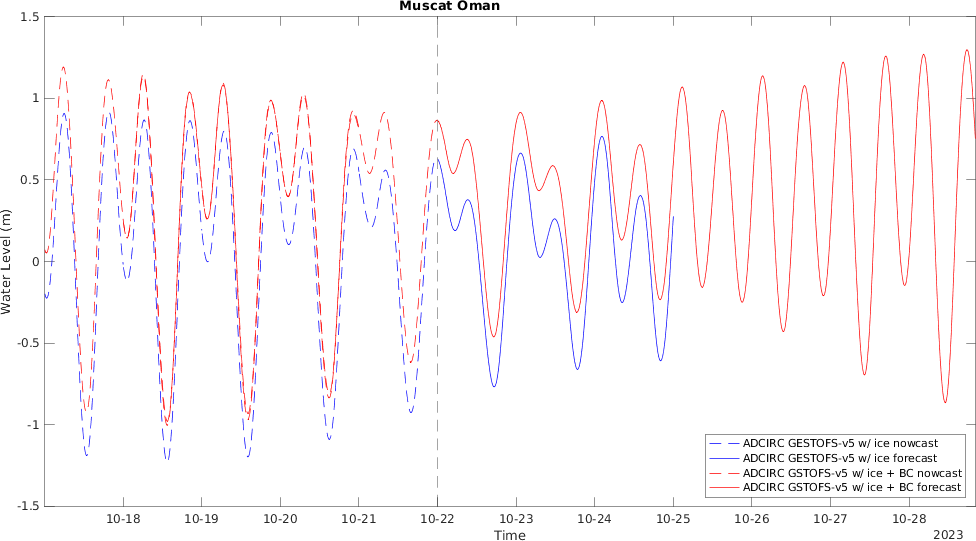 Muscat Oman
1.5
1
0.5
0
-0.5
-1
-1.5
Water Level (m)
10-18
10-19
10-20
10-21
10-22
10-23
10-24
10-25
10-26
10-27
10-28
Time
2023
ADCIRC GESTOFS-v5 w/ ice nowcast
ADCIRC GESTOFS-v5 w/ ice forecast
ADCIRC GSTOFS-v5 w/ ice + BC nowcast
ADCIRC GSTOFS-v5 w/ ice + BC forecast